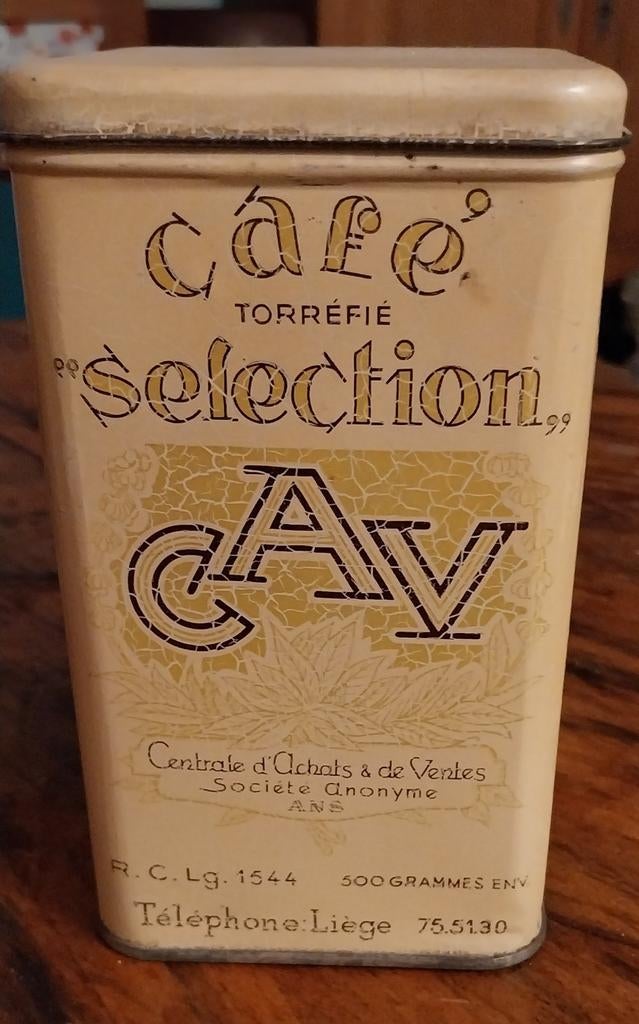 café
TORRÉFIÉ
„selection”
CAV
Centrale d'Achats & de Ventes
Société anonyme
ANS
R.C.Lg. 1544 500 GRAMMES ENV
Téléphone: Liège 75.51.30